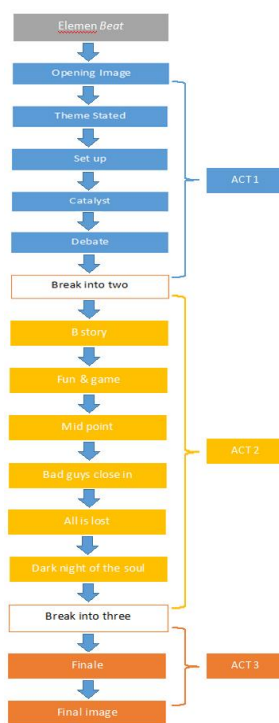 Elemen Beat
Opening Image
Theme Stated
Set up
Catalyst
Debate
ACT 1
Break into two
B story
Fun & game
Mid point
Bad guys close in
All is lost
Dark night of the soul
ACT 2
Break into three
Finale
Final image
ACT 3